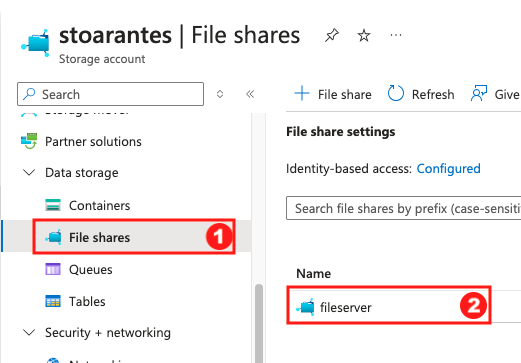 stoarantes | File shares
Storage account
Search
Partner solutions
Data storage
Containers
File shares 1
Queues
Tables
Security + networking
File share Refresh Give
File share settings
Identity-based access: Configured
Search file shares by prefix (case-sensiti
Name
fileserver 2